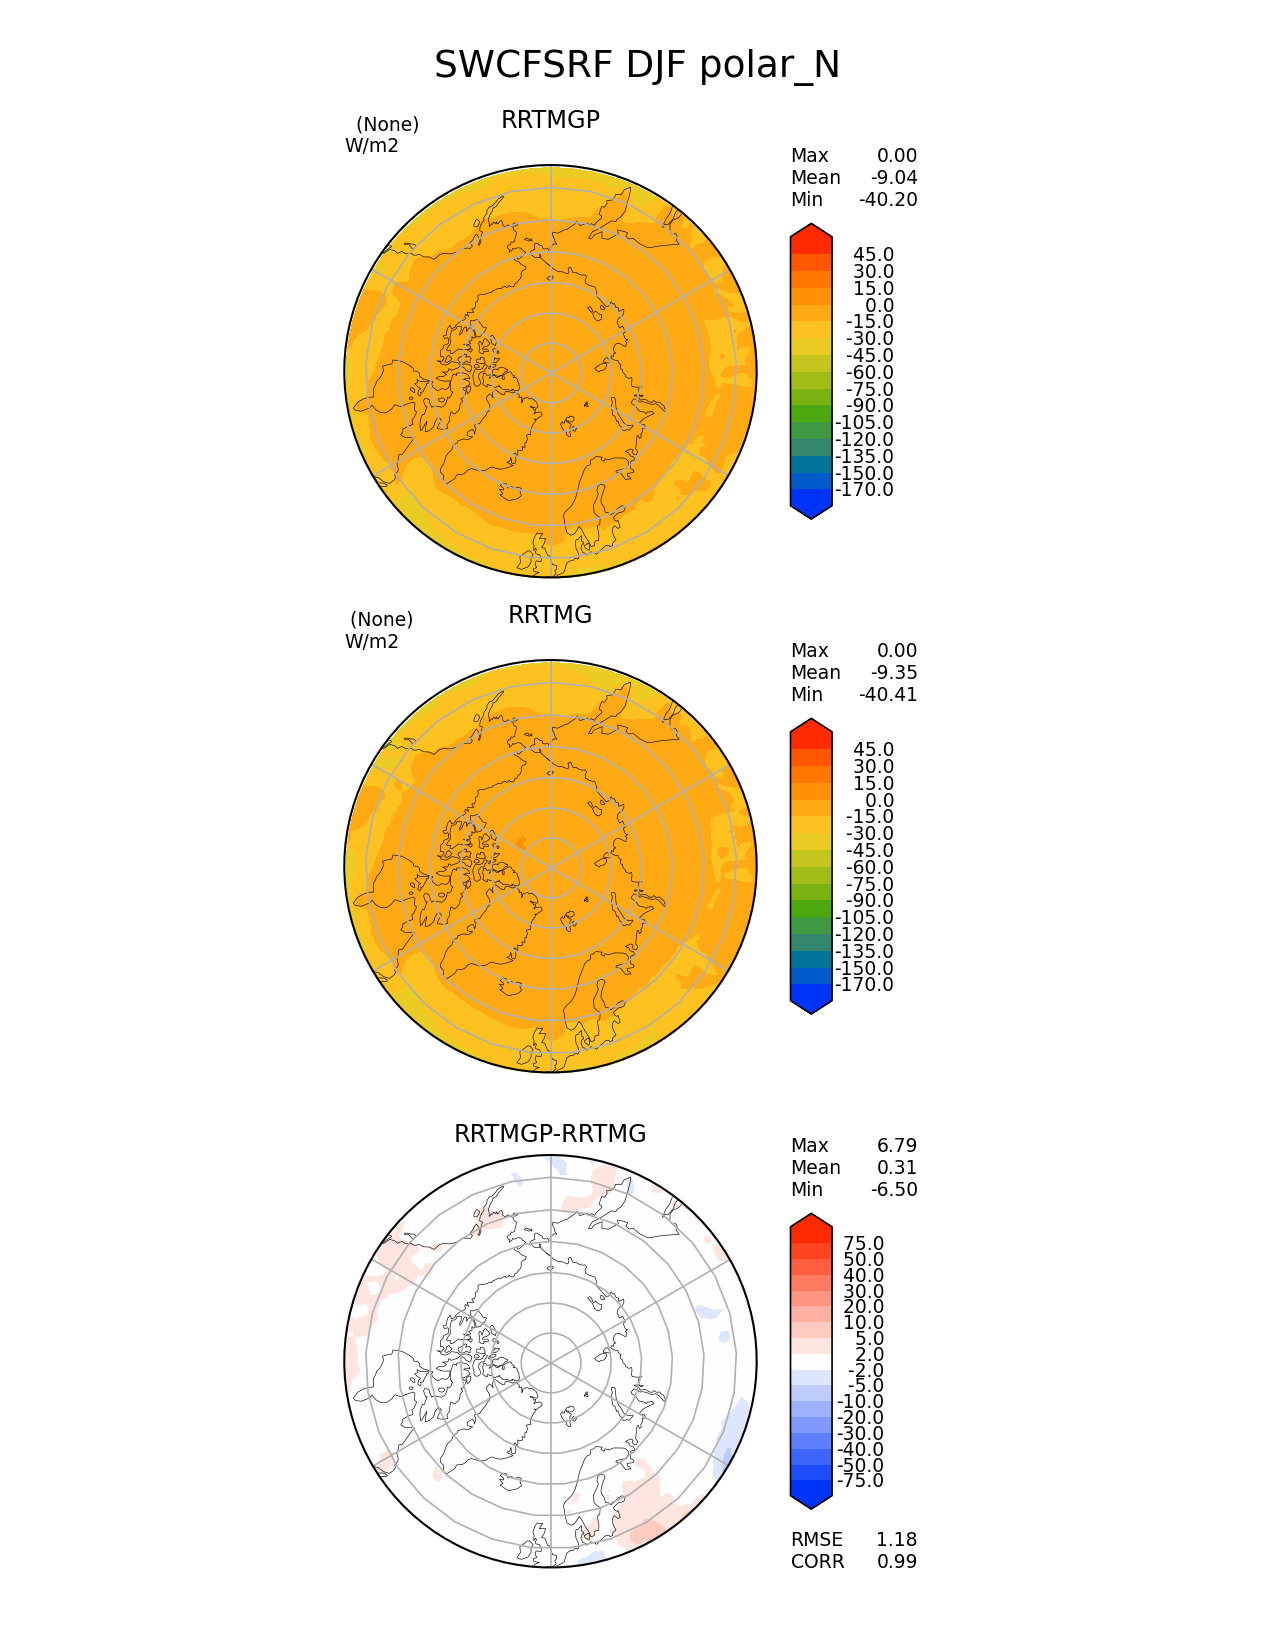 SWCFSRF DJF polar_N
RRTMGP
(None)
W/m2
Max 0.00
Mean -9.04
Min -40.20
45.0
30.0
15.0
0.0
-15.0
-30.0
-45.0
-60.0
-75.0
-90.0
-105.0
-120.0
-135.0
-150.0
-170.0
RRTMG
(None)
W/m2
Max 0.00
Mean -9.35
Min -40.41
45.0
30.0
15.0
0.0
-15.0
-30.0
-45.0
-60.0
-75.0
-90.0
-105.0
-120.0
-135.0
-150.0
-170.0
RRTMGP-RRTMG
Max 6.79
Mean 0.31
Min -6.50
75.0
50.0
40.0
30.0
20.0
10.0
5.0
2.0
-2.0
-5.0
-10.0
-20.0
-30.0
-40.0
-50.0
-75.0
RMSE 1.18
CORR 0.99